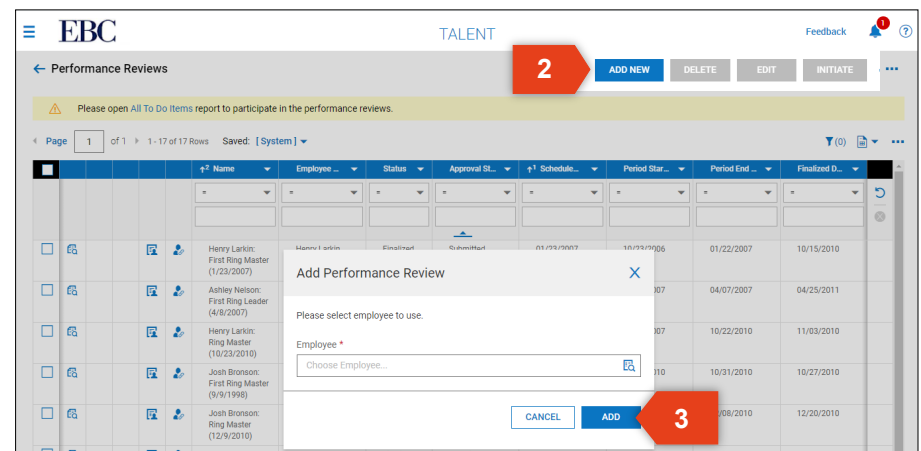 EBC
TALENT
Feedback
1
?
Performance Reviews
2
ADD NEW
DELETE
EDIT
INITIATE
Please open All To Do Items report to participate in the performance reviews.
Page 1 of 1 1 - 17 of 17 Rows Saved: [System]
(0)
↑2 Name
Employee ...
Status
Approval St...
↑1 Schedule...
Period Star...
Period End ...
Finalized D...
= = = = = = = =
Henry Larkin:
First Ring Master
(1/23/2007)
Henry Larkin
Finalized
Submitted
01/23/2007
10/23/2006
01/22/2007
10/15/2010
Ashley Nelson:
First Ring Leader
(4/8/2007)
007
04/07/2007
04/25/2011
Henry Larkin:
Ring Master
(10/23/2010)
007
10/22/2010
11/03/2010
Josh Bronson:
First Ring Master
(9/9/1998)
010
10/31/2010
10/27/2010
Josh Bronson:
Ring Master
(12/9/2010)
/08/2010
12/20/2010
Add Performance Review
X
Please select employee to use.
Employee *
Choose Employee...
CANCEL
ADD
3